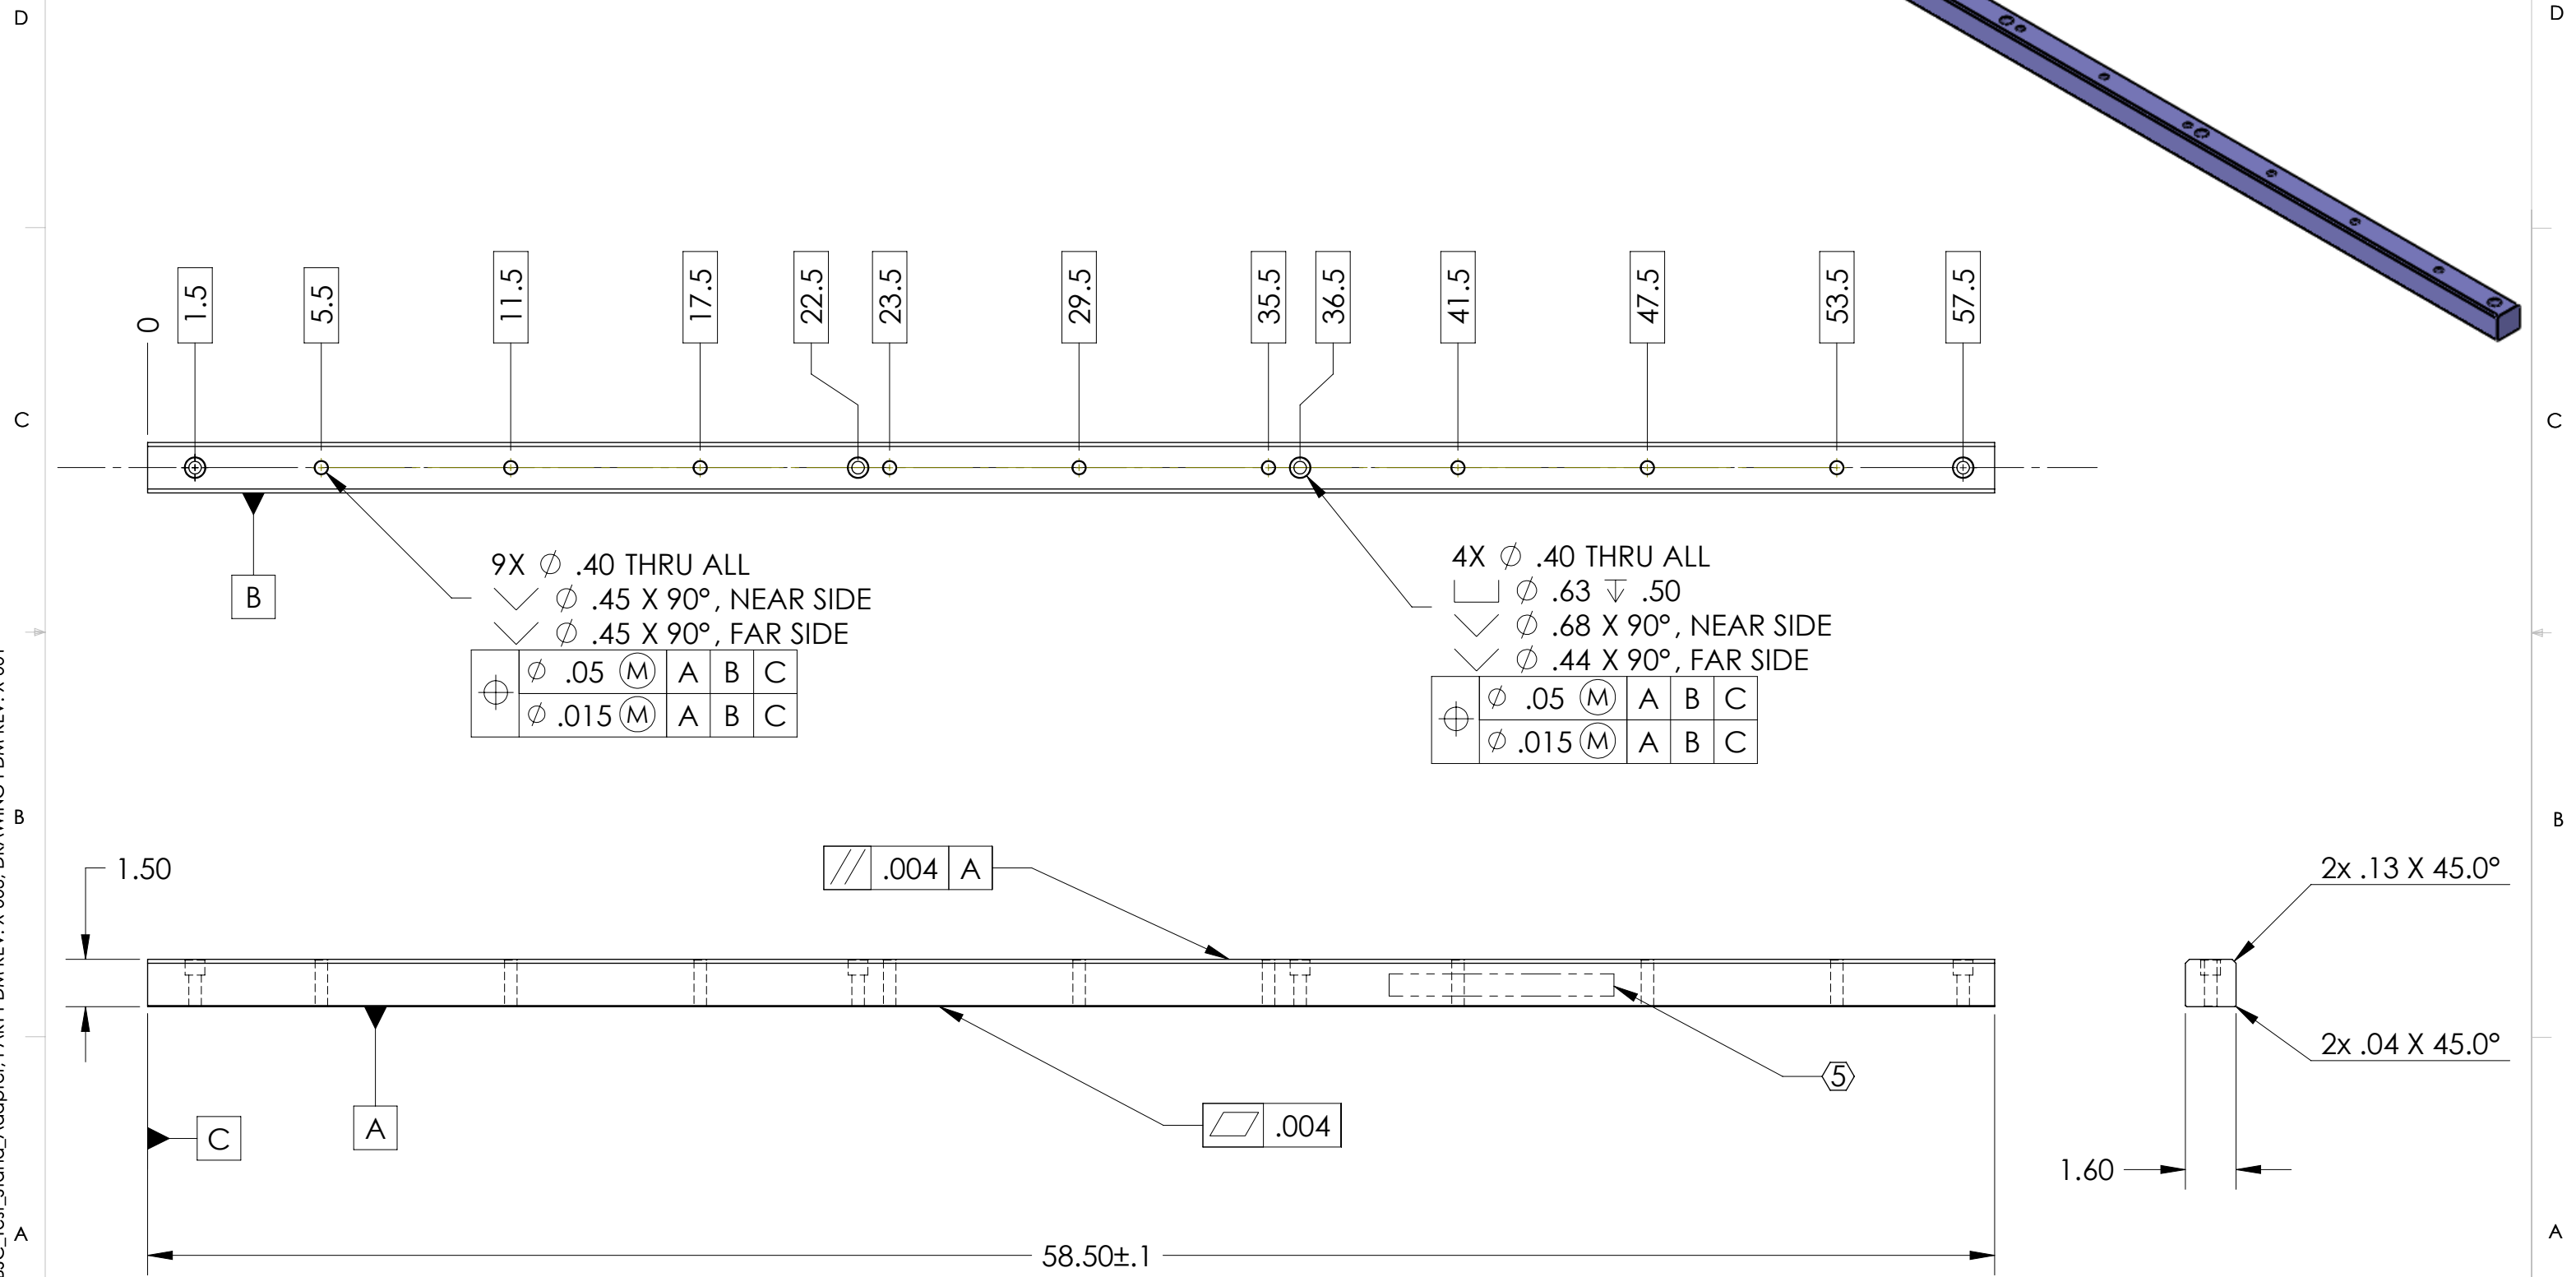 D
D
0
1.5
5.5
11.5
17.5
22.5
23.5
29.5
35.5
36.5
41.5
47.5
53.5
57.5
C
C
B
9X ⌀ .40 THRU ALL
⌵ ⌀ .45 X 90°, NEAR SIDE
⌵ ⌀ .45 X 90°, FAR SIDE
⌖ ⌀ .05 Ⓜ A B C
⌀ .015 Ⓜ A B C
4X ⌀ .40 THRU ALL
⌴ ⌀ .63 ↧ .50
⌵ ⌀ .68 X 90°, NEAR SIDE
⌵ ⌀ .44 X 90°, FAR SIDE
⌖ ⌀ .05 Ⓜ A B C
⌀ .015 Ⓜ A B C
B
B
1.50
// .004 A
2x .13 X 45.0°
2x .04 X 45.0°
5
A
C
⏥ .004
1.60
58.50±.1
A
A